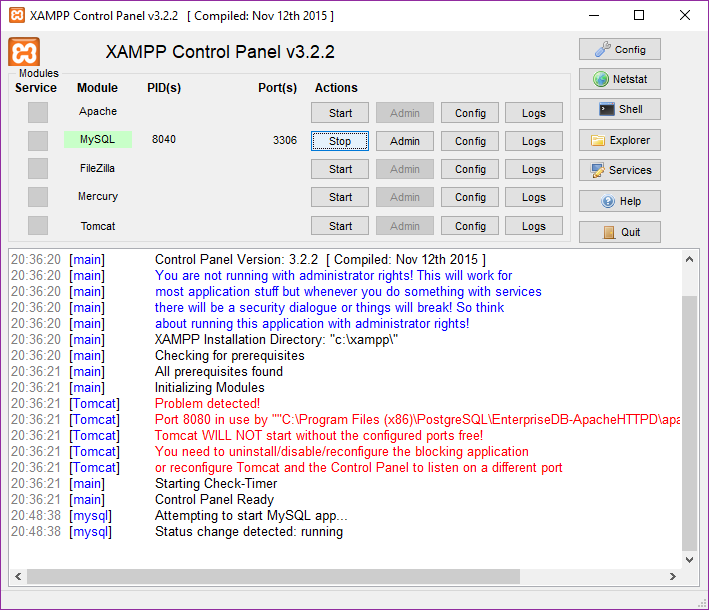 XAMPP Control Panel v3.2.2 [ Compiled: Nov 12th 2015 ]
XAMPP Control Panel v3.2.2
Config
Netstat
Shell
Explorer
Services
Help
Quit
Modules
Service Module PID(s) Port(s) Actions
Apache Start Admin Config Logs
MySQL 8040 3306 Stop Admin Config Logs
FileZilla Start Admin Config Logs
Mercury Start Admin Config Logs
Tomcat Start Admin Config Logs
20:36:20 [main] Control Panel Version: 3.2.2 [ Compiled: Nov 12th 2015 ]
20:36:20 [main] You are not running with administrator rights! This will work for
20:36:20 [main] most application stuff but whenever you do something with services
20:36:20 [main] there will be a security dialogue or things will break! So think
20:36:20 [main] about running this application with administrator rights!
20:36:20 [main] XAMPP Installation Directory: "c:\xampp\"
20:36:20 [main] Checking for prerequisites
20:36:21 [main] All prerequisites found
20:36:21 [main] Initializing Modules
20:36:21 [Tomcat] Problem detected!
20:36:21 [Tomcat] Port 8080 in use by ""C:\Program Files (x86)\PostgreSQL\EnterpriseDB-ApacheHTTPD\apa
20:36:21 [Tomcat] Tomcat WILL NOT start without the configured ports free!
20:36:21 [Tomcat] You need to uninstall/disable/reconfigure the blocking application
20:36:21 [Tomcat] or reconfigure Tomcat and the Control Panel to listen on a different port
20:36:21 [main] Starting Check-Timer
20:36:21 [main] Control Panel Ready
20:48:38 [mysql] Attempting to start MySQL app...
20:48:38 [mysql] Status change detected: running